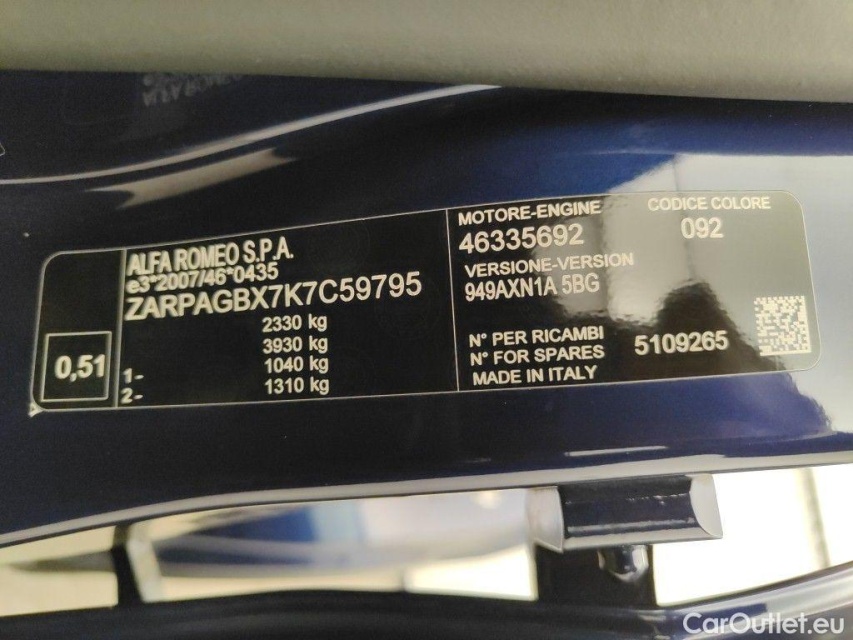 ALFA ROMEO S.P.A.
e3*2007/46*0435
ZARPAGBX7K7C59795
2330 kg
3930 kg
1- 1040 kg
2- 1310 kg
0,51
MOTORE-ENGINE
46335692
CODICE COLORE
092
VERSIONE-VERSION
949AXN1A 5BG
N° PER RICAMBI
N° FOR SPARES
5109265
MADE IN ITALY
CarOutlet.eu